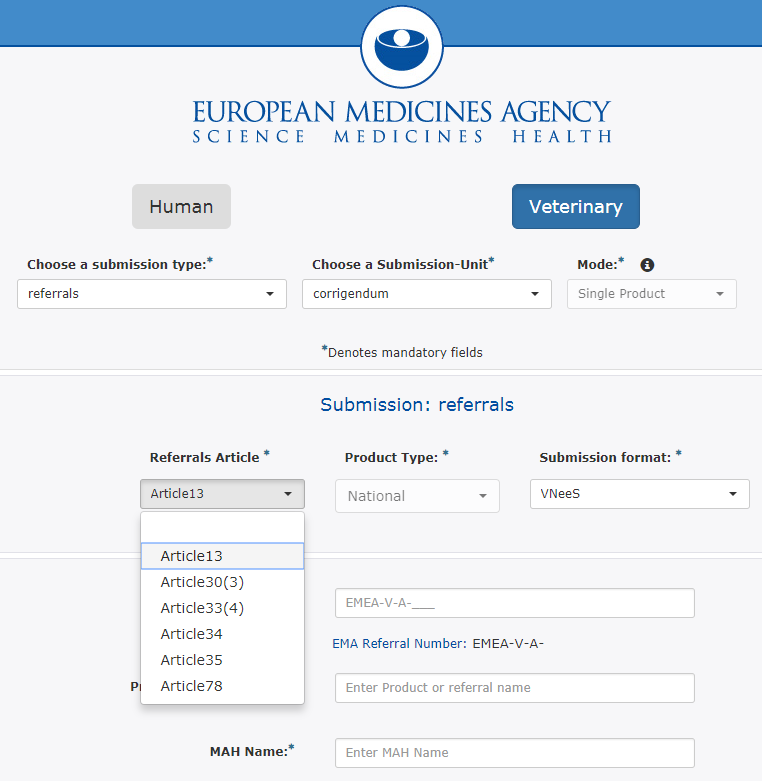 EUROPEAN MEDICINES AGENCY
SCIENCE MEDICINES HEALTH
Human
Veterinary
Choose a submission type:*
Choose a Submission-Unit*
Mode:*
referrals
corrigendum
Single Product
*Denotes mandatory fields
Submission: referrals
Referrals Article *
Product Type: *
Submission format: *
Article13
National
VNeeS
Article13
Article30(3)
Article33(4)
Article34
Article35
Article78
EMEA-V-A-___
EMA Referral Number: EMEA-V-A-
Enter Product or referral name
MAH Name:*
Enter MAH Name